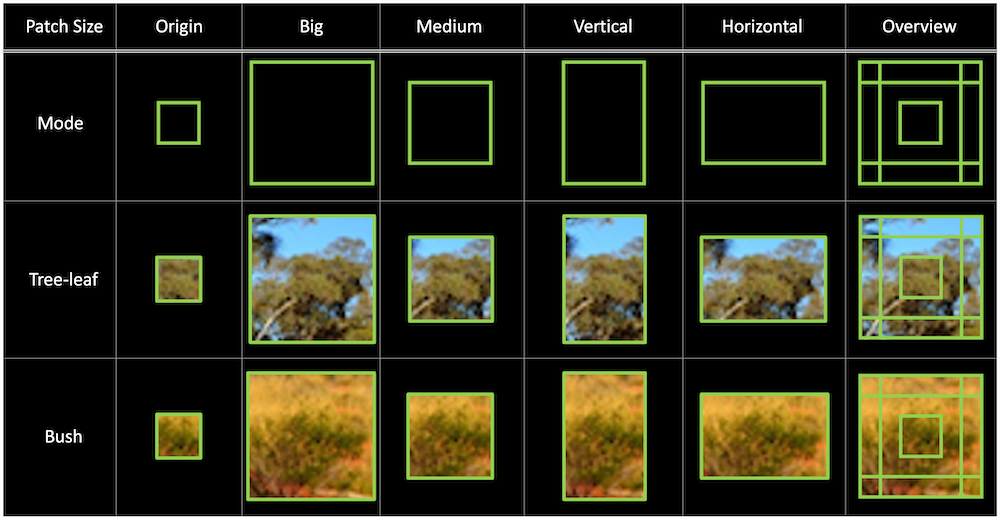 Patch Size Origin Big Medium Vertical Horizontal Overview
Mode
Tree-leaf
Bush